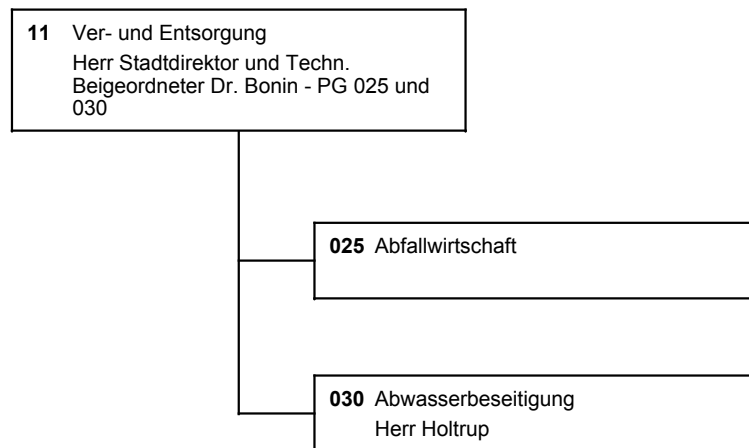 11 Ver- und Entsorgung
Herr Stadtdirektor und Techn.
Beigeordneter Dr. Bonin - PG 025 und
030
025 Abfallwirtschaft
030 Abwasserbeseitigung
Herr Holtrup